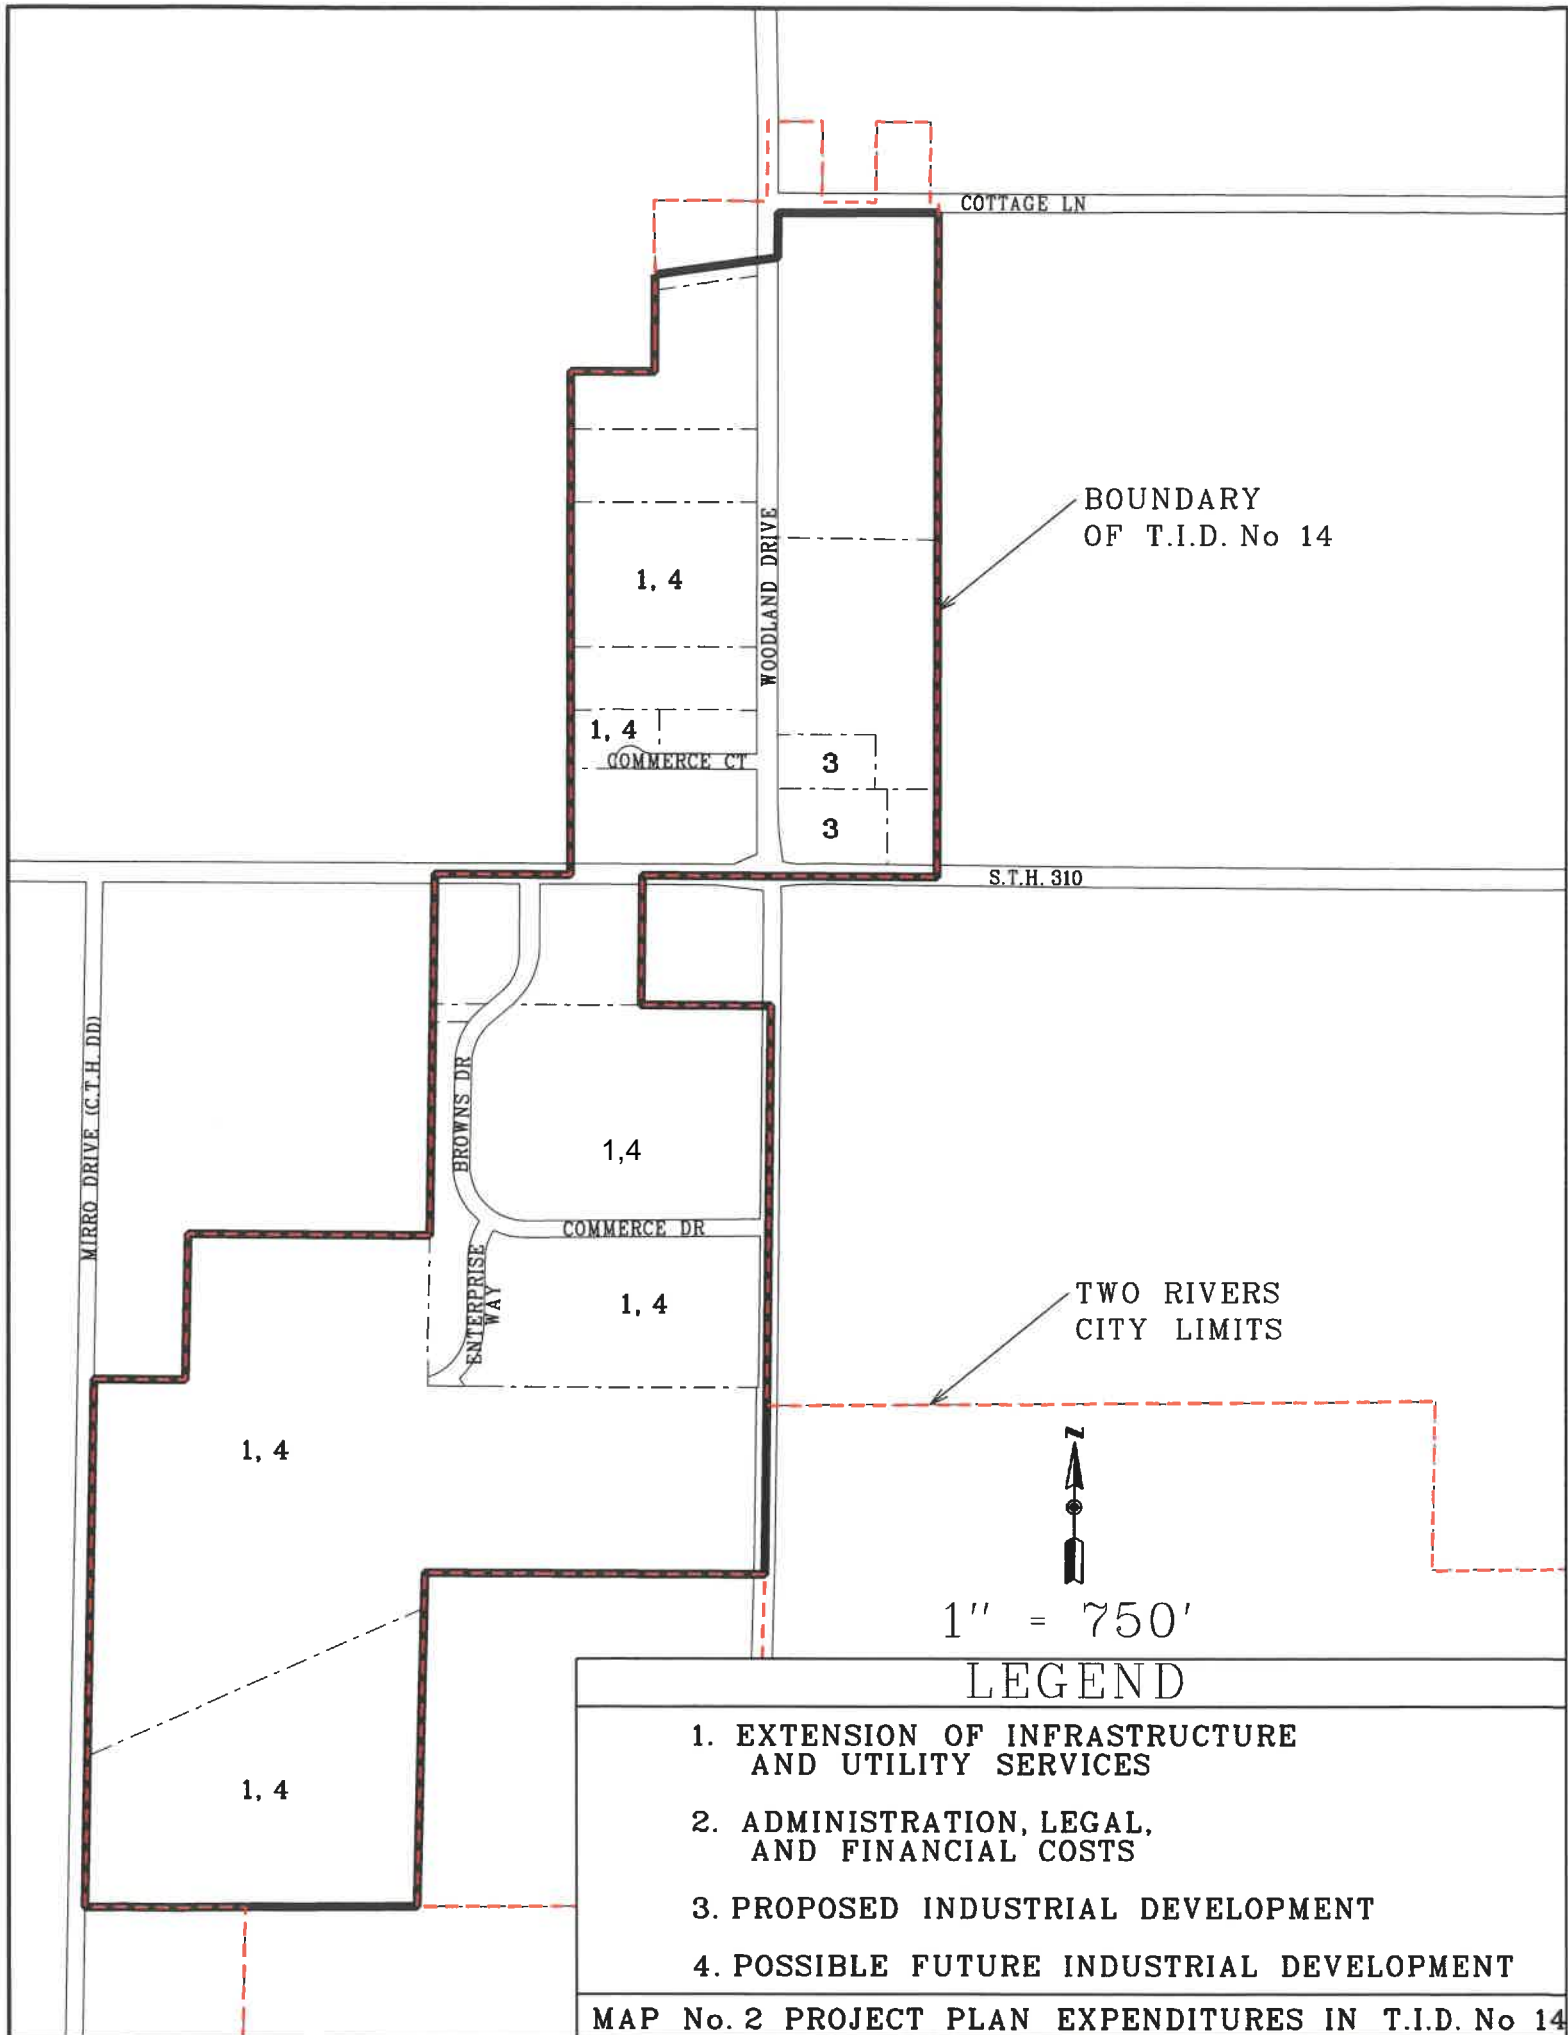 COTTAGE LN
BOUNDARY
OF T.I.D. No 14
WOODLAND DRIVE
1, 4
1, 4
COMMERCE CT
3
3
S.T.H. 310
MIRRO DRIVE (C.T.H. DD)
BROWNS DR
1,4
COMMERCE DR
ENTERPRISE
WAY
1, 4
TWO RIVERS
CITY LIMITS
1, 4
N
1" = 750'
1, 4
LEGEND
1. EXTENSION OF INFRASTRUCTURE
AND UTILITY SERVICES
2. ADMINISTRATION, LEGAL,
AND FINANCIAL COSTS
3. PROPOSED INDUSTRIAL DEVELOPMENT
4. POSSIBLE FUTURE INDUSTRIAL DEVELOPMENT
MAP No. 2 PROJECT PLAN EXPENDITURES IN T.I.D. No 14